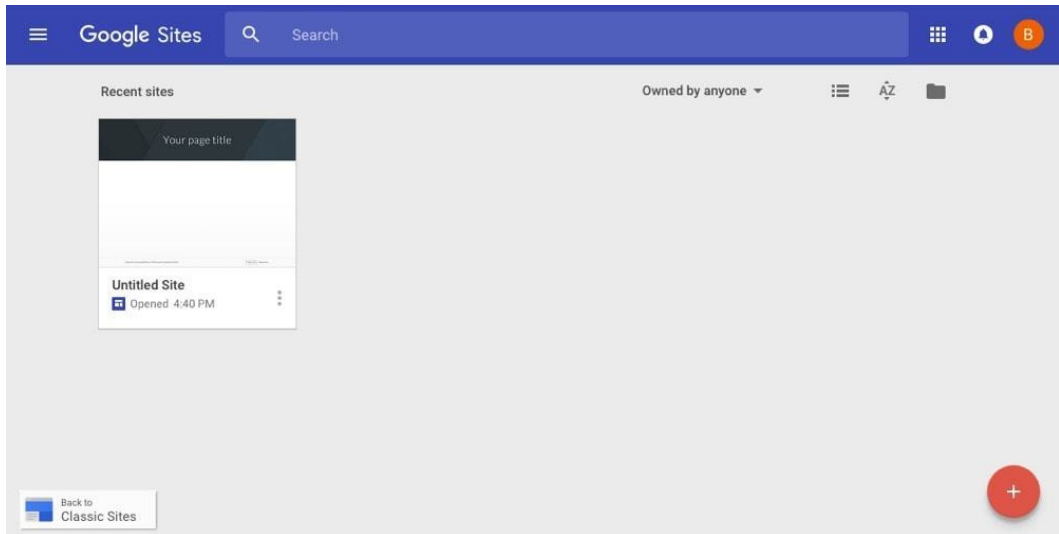 Google Sites
Search
B
Recent sites
Owned by anyone
AZ
Your page title
Untitled Site
Opened 4:40 PM
Back to
Classic Sites